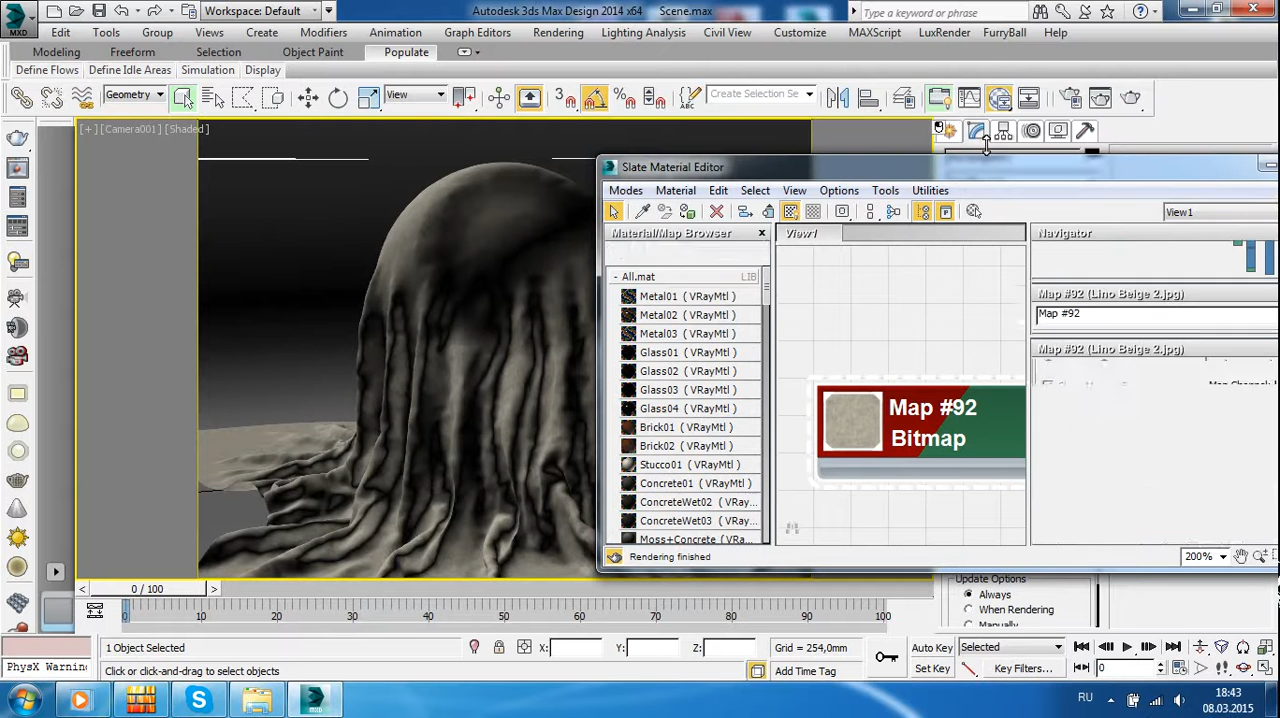 Workspace: Default
Autodesk 3ds Max Design 2014 x64 Scene.max
Type a keyword or phrase
MXD
Edit Tools Group Views Create Modifiers Animation Graph Editors Rendering Lighting Analysis Civil View Customize MAXScript LuxRender FurryBall Help
Modeling Freeform Selection Object Paint Populate
Define Flows Define Idle Areas Simulation Display
Geometry View Create Selection Se
[+] [Camera001] [Shaded]
Slate Material Editor
Modes Material Edit Select View Options Tools Utilities
View1
Material/Map Browser x
View1
Navigator
- All.mat LIB
Metal01 ( VRayMtl )
Metal02 ( VRayMtl )
Metal03 ( VRayMtl )
Glass01 ( VRayMtl )
Glass02 ( VRayMtl )
Glass03 ( VRayMtl )
Glass04 ( VRayMtl )
Brick01 ( VRayMtl )
Brick02 ( VRayMtl )
Stucco01 ( VRayMtl )
Concrete01 ( VRayMtl )
ConcreteWet02 ( VRay...
ConcreteWet03 ( VRay...
Moss+Concrete ( VRa...
Map #92
Bitmap
Map #92 (Lino Beige 2.jpg)
Map #92
Map #92 (Lino Beige 2.jpg)
Rendering finished
200%
Update Options
Always
When Rendering
Manually
< 0 / 100 >
0 10 20 30 40 50 60 70 80 90 100
1 Object Selected
X: Y: Z:
Grid = 254,0mm
Auto Key Selected
PhysX Warning
Click or click-and-drag to select objects
Add Time Tag
Set Key Key Filters...
0
RU
18:43
08.03.2015